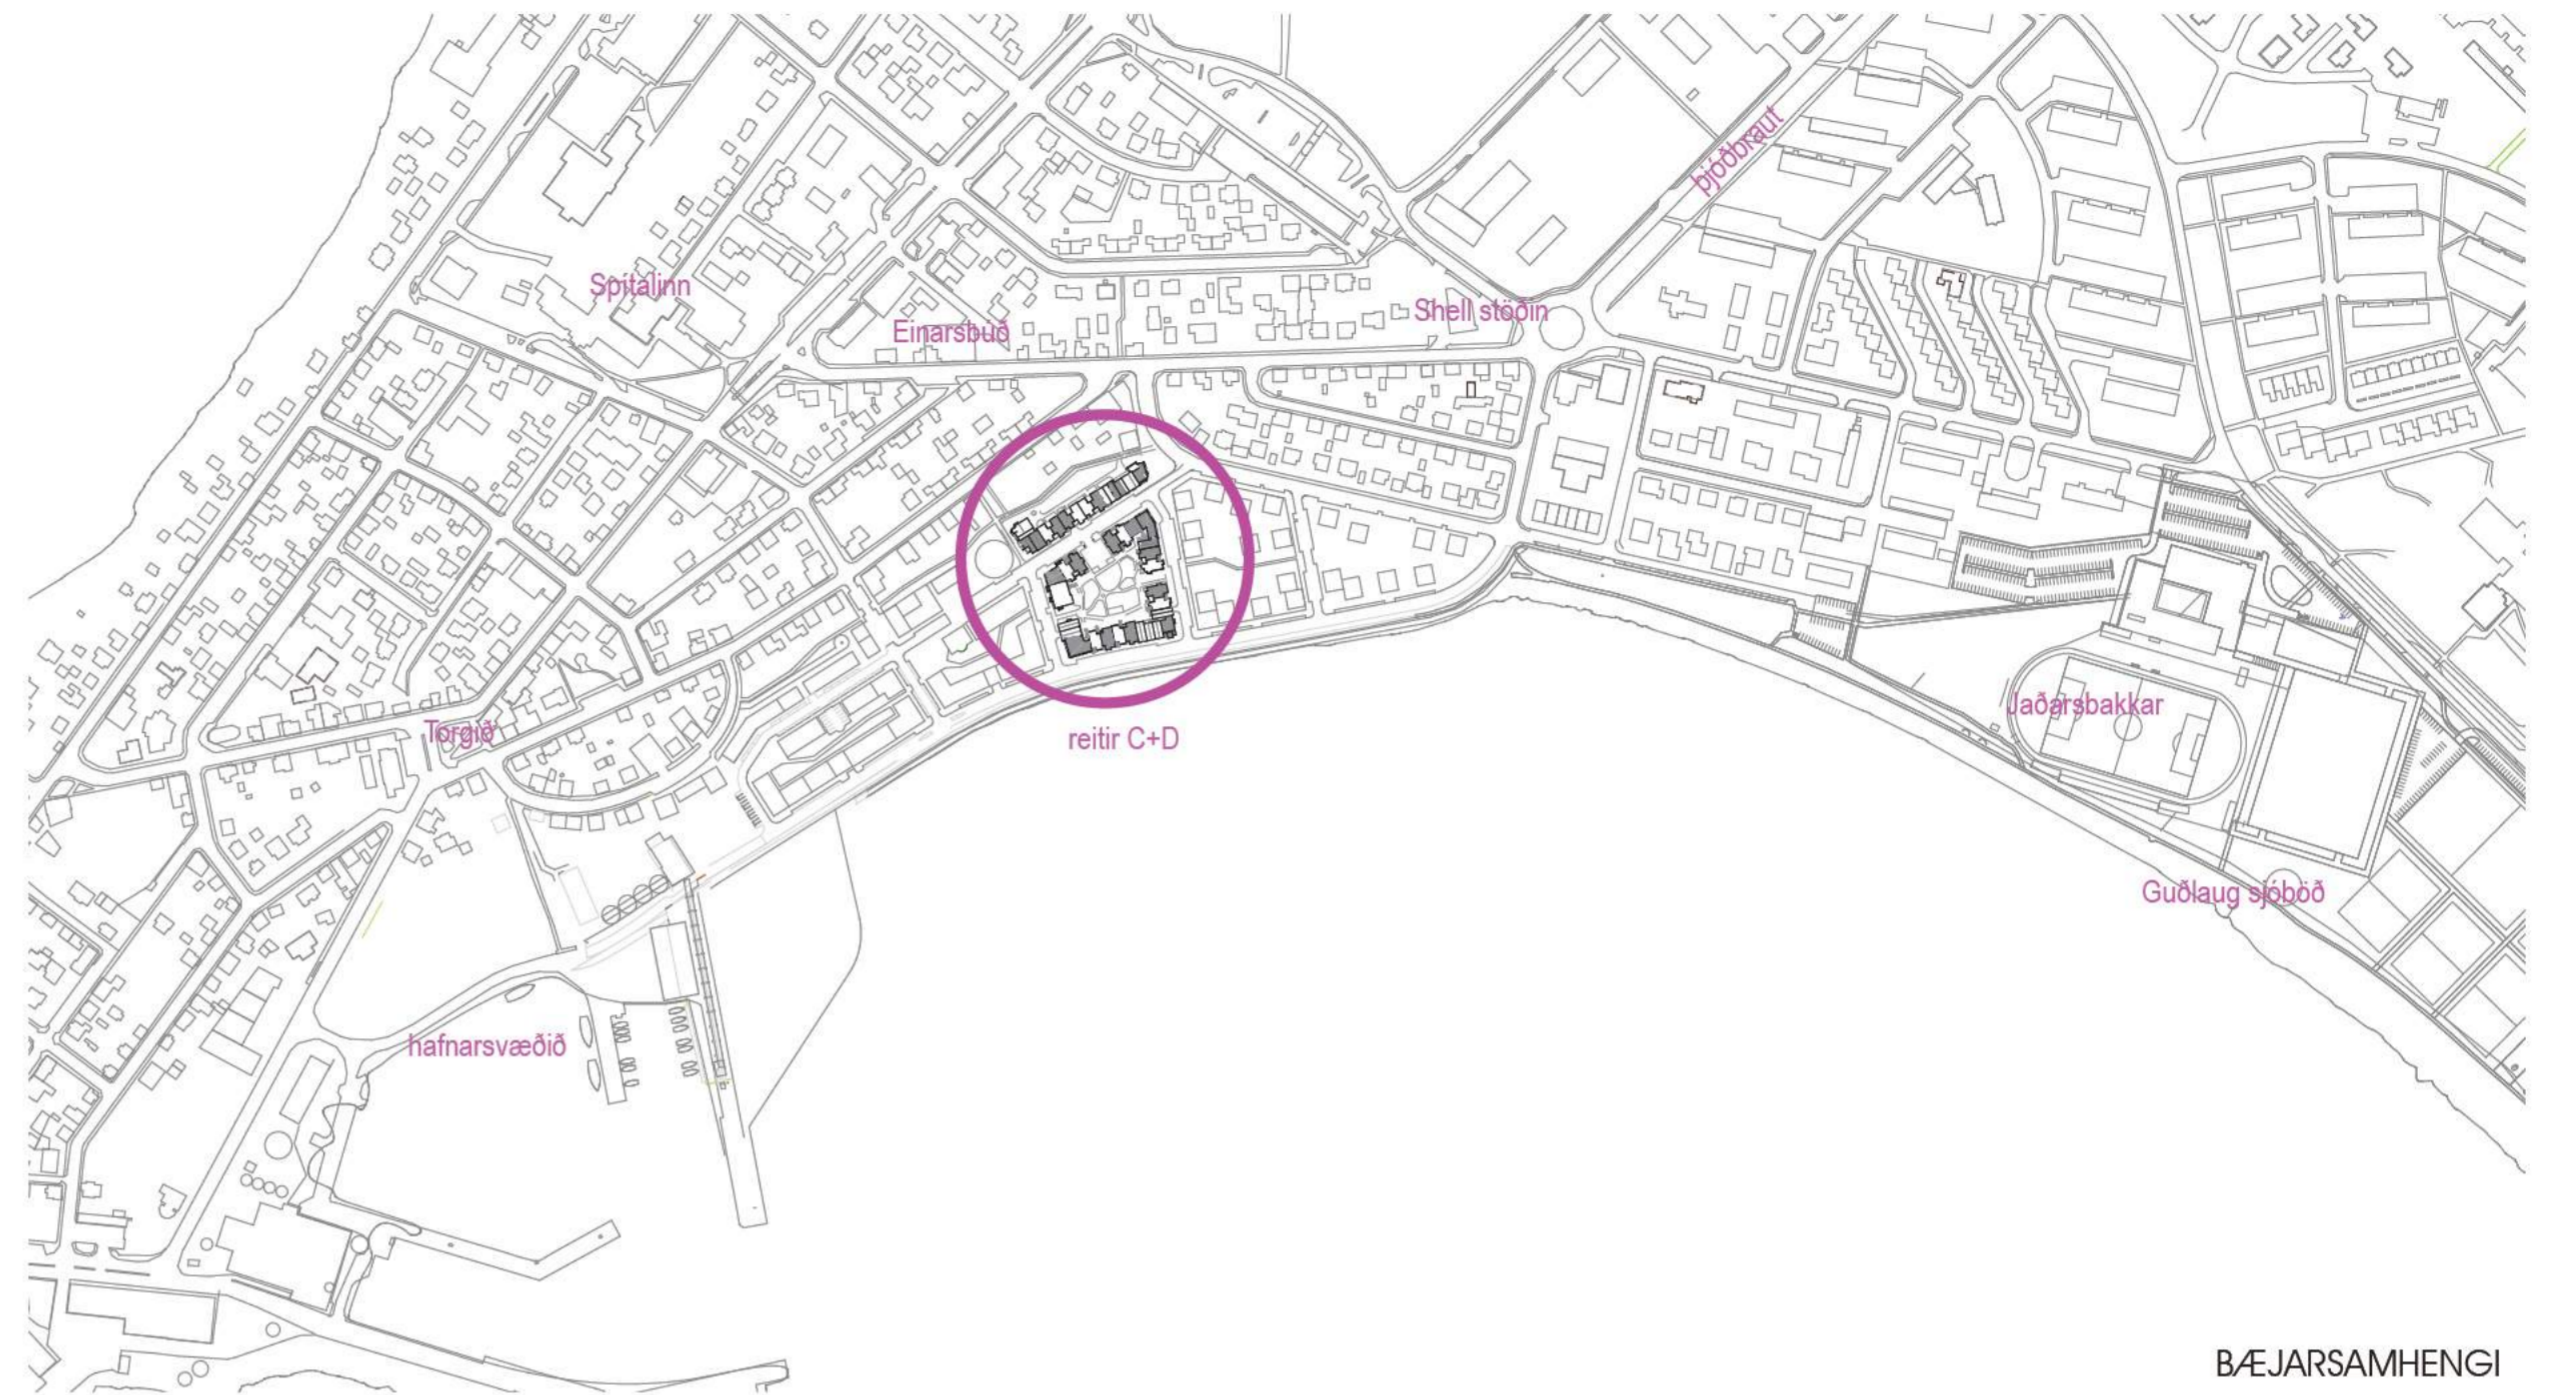 þjóðbraut
Spítalinn
Einarsbúð
Shell stöðin
Torgið
reitir C+D
Jaðarsbakkar
Guðlaug sjóböð
hafnarsvæðið
BÆJARSAMHENGI